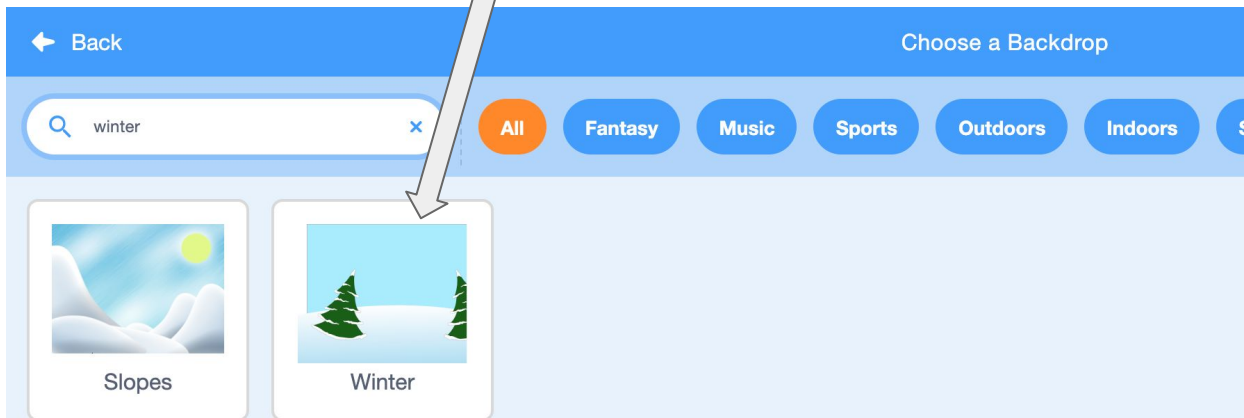 Back
Choose a Backdrop
winter
All
Fantasy
Music
Sports
Outdoors
Indoors
Slopes
Winter